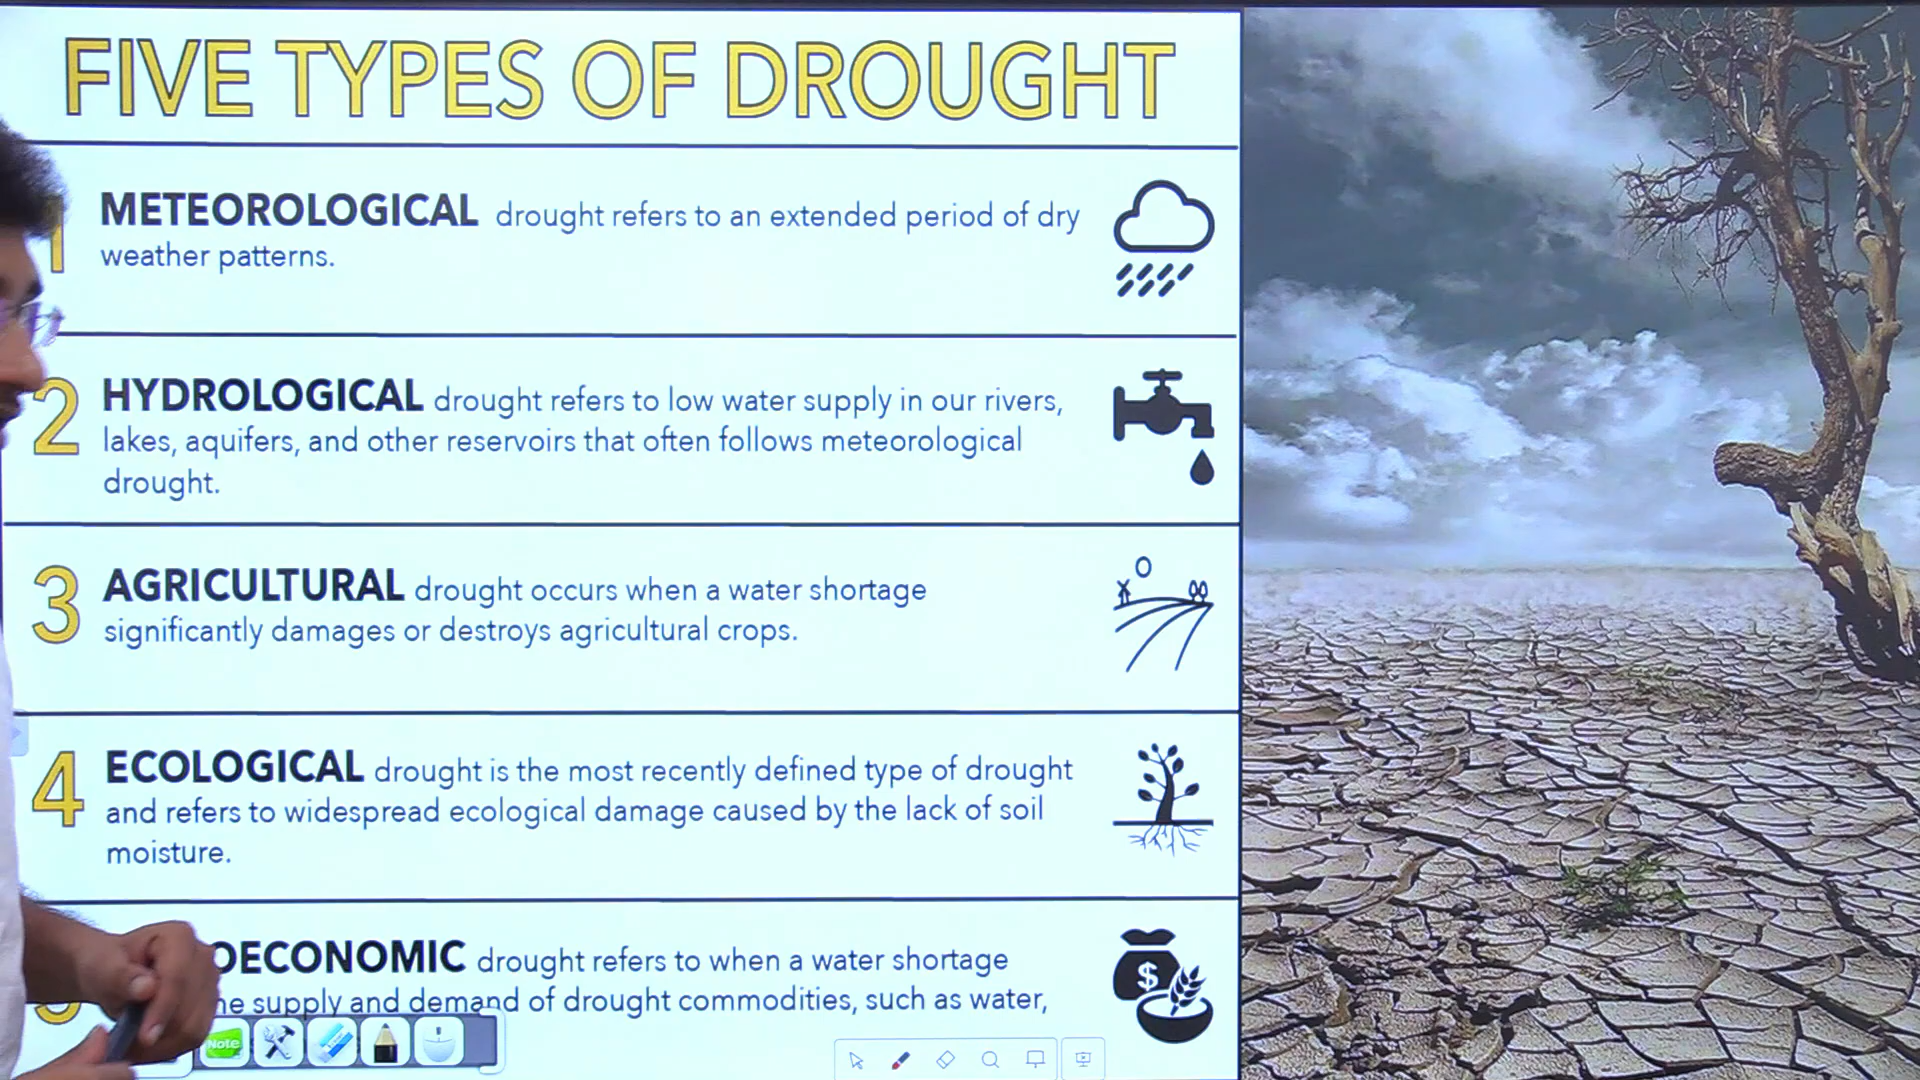 FIVE TYPES OF DROUGHT
1
METEOROLOGICAL drought refers to an extended period of dry
weather patterns.
2
HYDROLOGICAL drought refers to low water supply in our rivers,
lakes, aquifers, and other reservoirs that often follows meteorological
drought.
3
AGRICULTURAL drought occurs when a water shortage
significantly damages or destroys agricultural crops.
4
ECOLOGICAL drought is the most recently defined type of drought
and refers to widespread ecological damage caused by the lack of soil
moisture.
OECONOMIC drought refers to when a water shortage
supply and demand of drought commodities, such as water,
$
Note